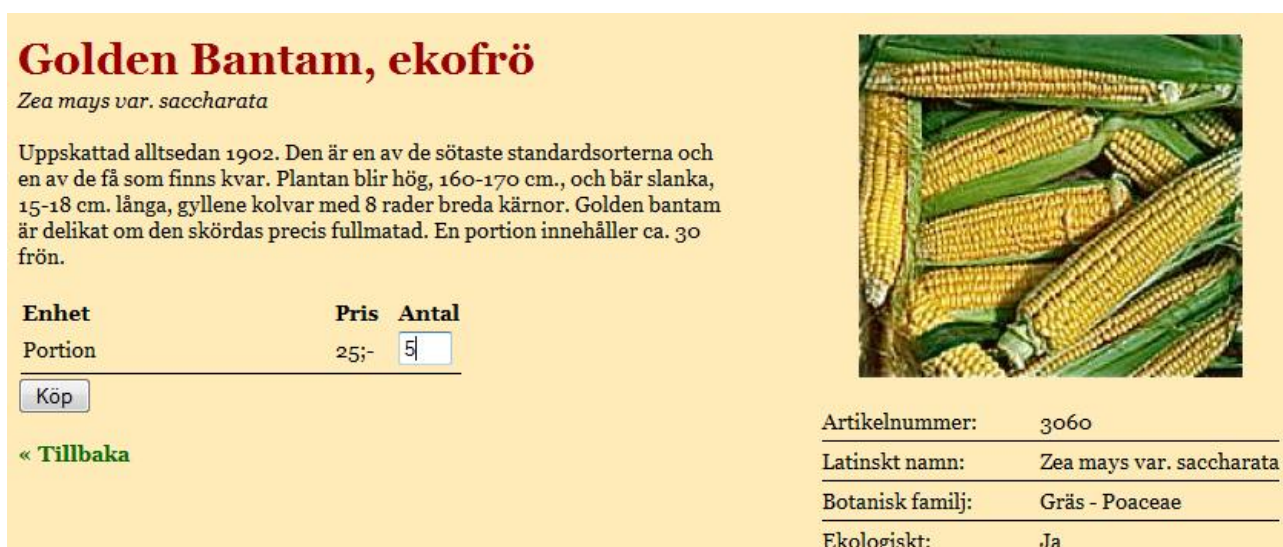 Golden Bantam, ekofrö
Zea mays var. saccharata
Uppskattad alltsedan 1902. Den är en av de sötaste standardsorterna och
en av de få som finns kvar. Plantan blir hög, 160-170 cm., och bär slanka,
15-18 cm. långa, gyllene kolvar med 8 rader breda kärnor. Golden bantam
är delikat om den skördas precis fullmatad. En portion innehåller ca. 30
frön.
Enhet Pris Antal
Portion 25;- 5
Köp
« Tillbaka
Artikelnummer: 3060
Latinskt namn: Zea mays var. saccharata
Botanisk familj: Gräs - Poaceae
Ekologiskt: Ja